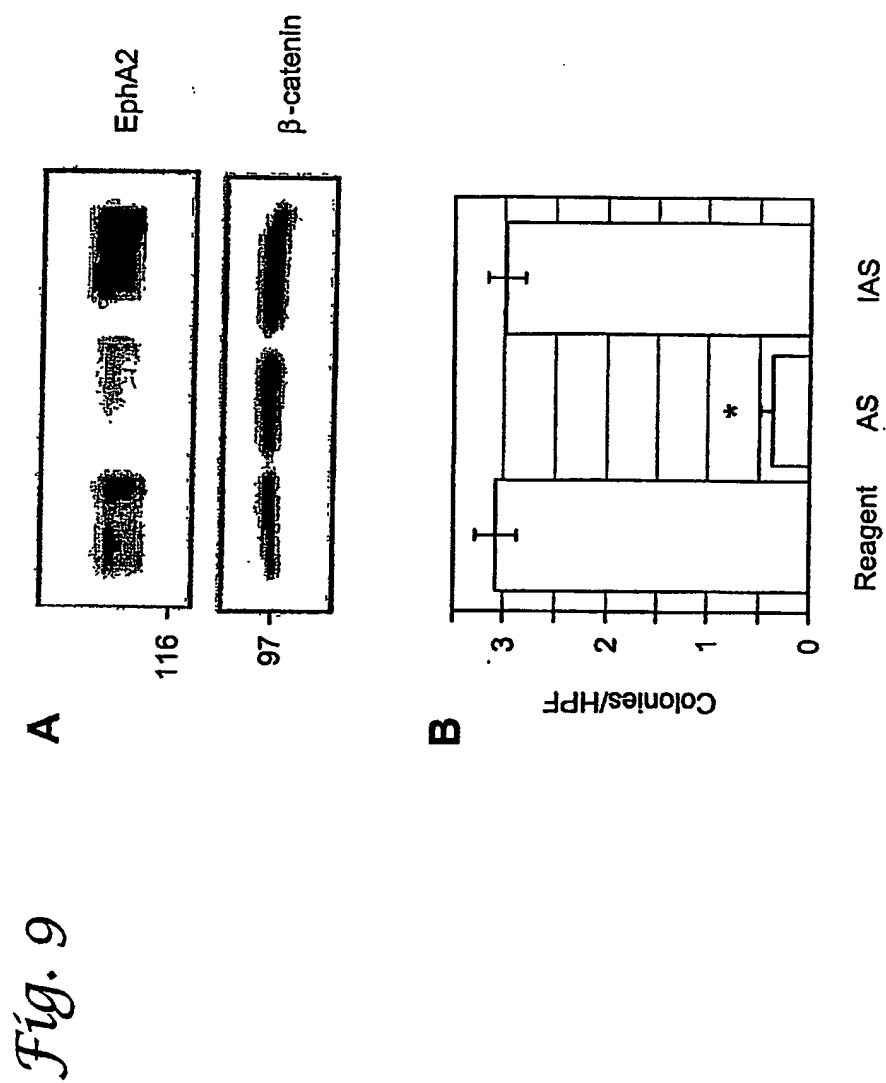 Fig. 9
A
EphA2
116
β-catenin
97
B
Colonies/HPF
3
2
1
0
*
Reagent AS IAS